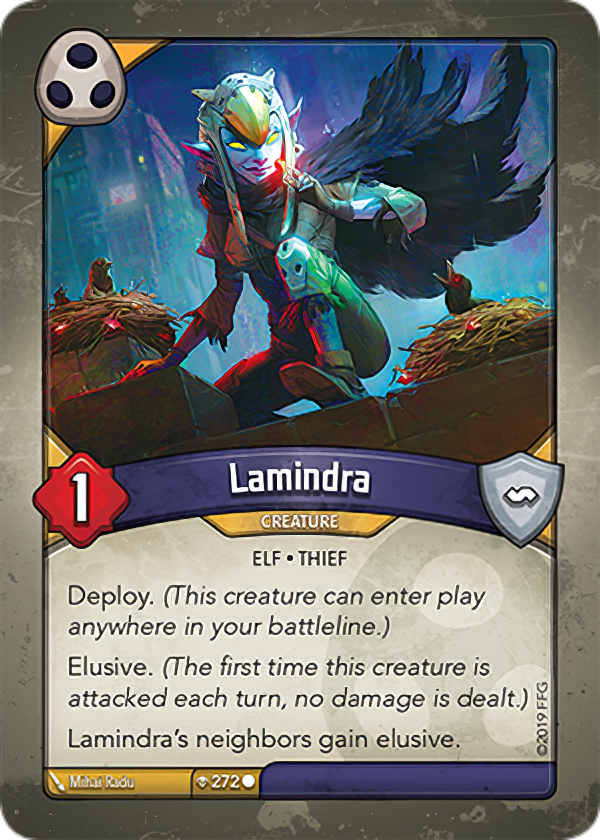 Lamindra
1
CREATURE
ELF • THIEF
Deploy. (This creature can enter play
anywhere in your battleline.)
Elusive. (The first time this creature is
attacked each turn, no damage is dealt.)
Lamindra's neighbors gain elusive.
©2019 FFG
Mihai Radu
272